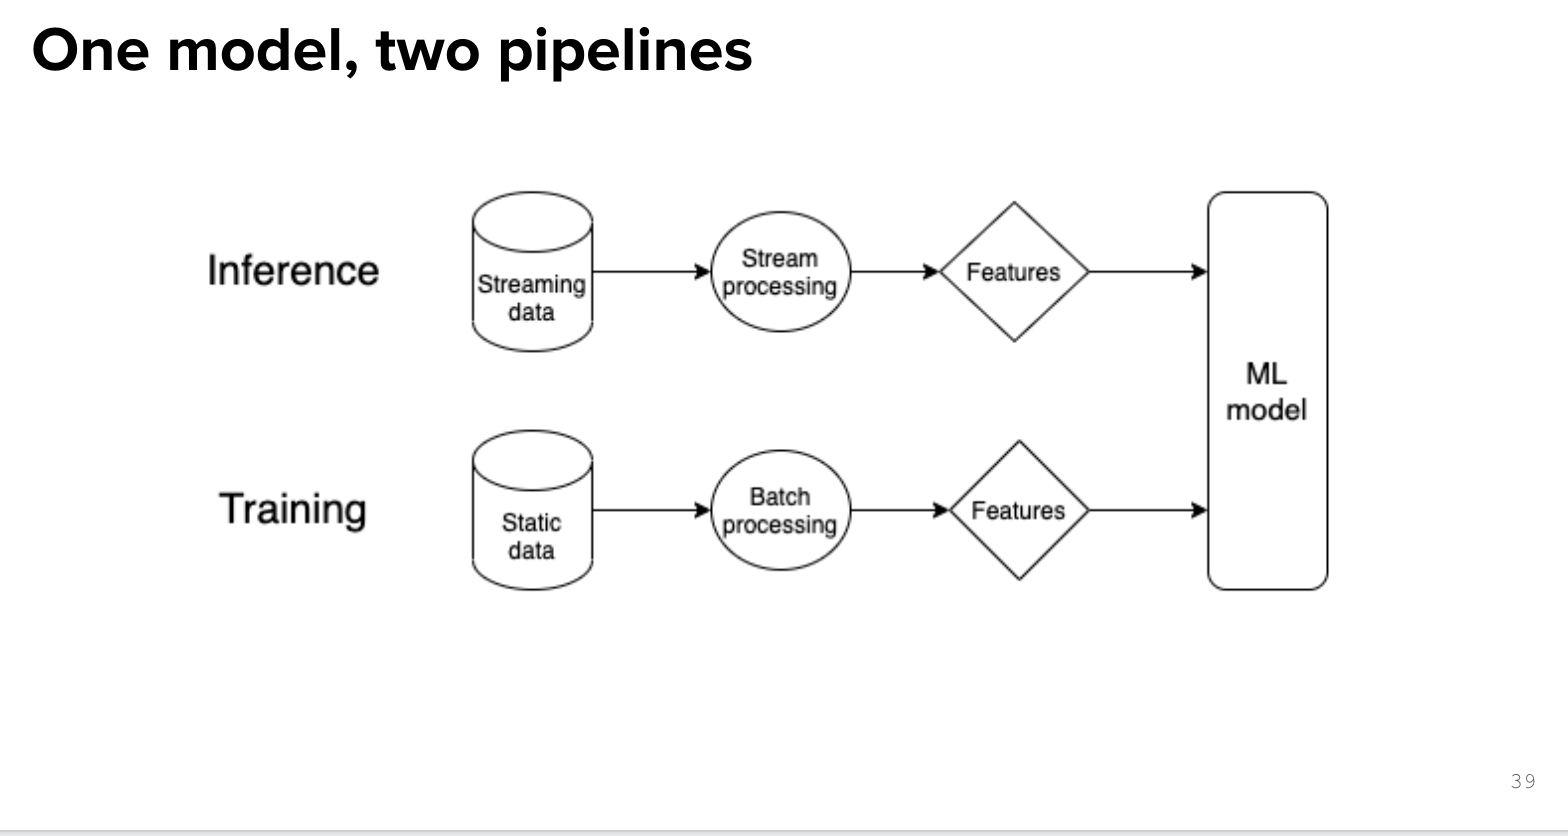 One model, two pipelines
Inference
Streaming
data
Stream
processing
Features
ML
model
Training
Static
data
Batch
processing
Features
39